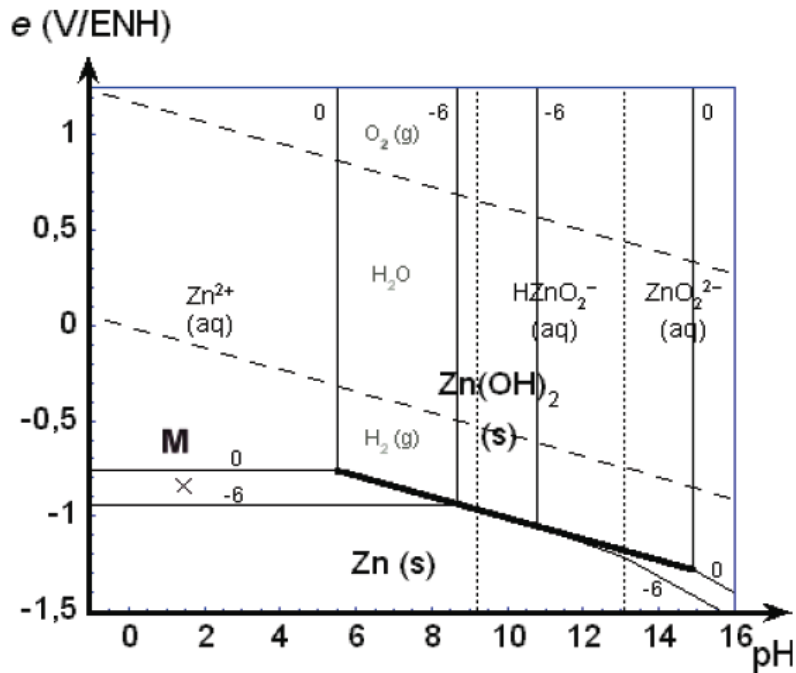 e (V/ENH)
1
0,5
0
-0,5
-1
-1,5
0
-6
-6
0
O₂ (g)
H₂O
Zn²⁺
(aq)
HZnO₂⁻
(aq)
ZnO₂²⁻
(aq)
Zn(OH)₂
(s)
H₂ (g)
M
0
-6
Zn (s)
0
-6
0 2 4 6 8 10 12 14 16
pH